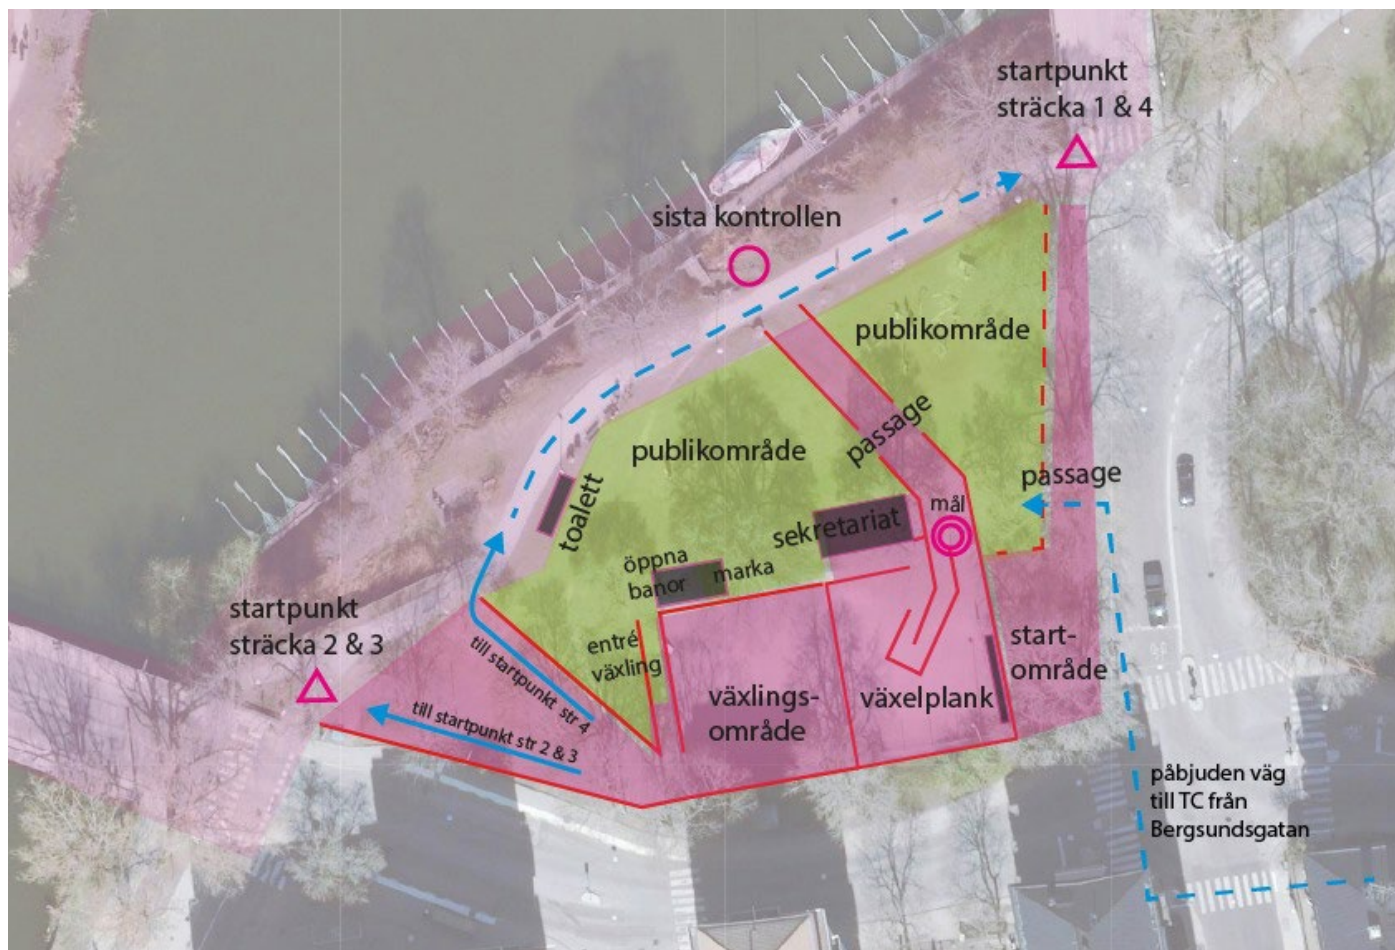 startpunkt
sträcka 1 & 4
sista kontrollen
publikområde
passage
publikområde
passage
toalett
mål
sekretariat
öppna
banor
marka
startpunkt
sträcka 2 & 3
entré
växling
till startpunkt str 4
till startpunkt str 2 & 3
växlings-
område
växelplank
start-
område
påbjuden väg
till TC från
Bergsundsgatan